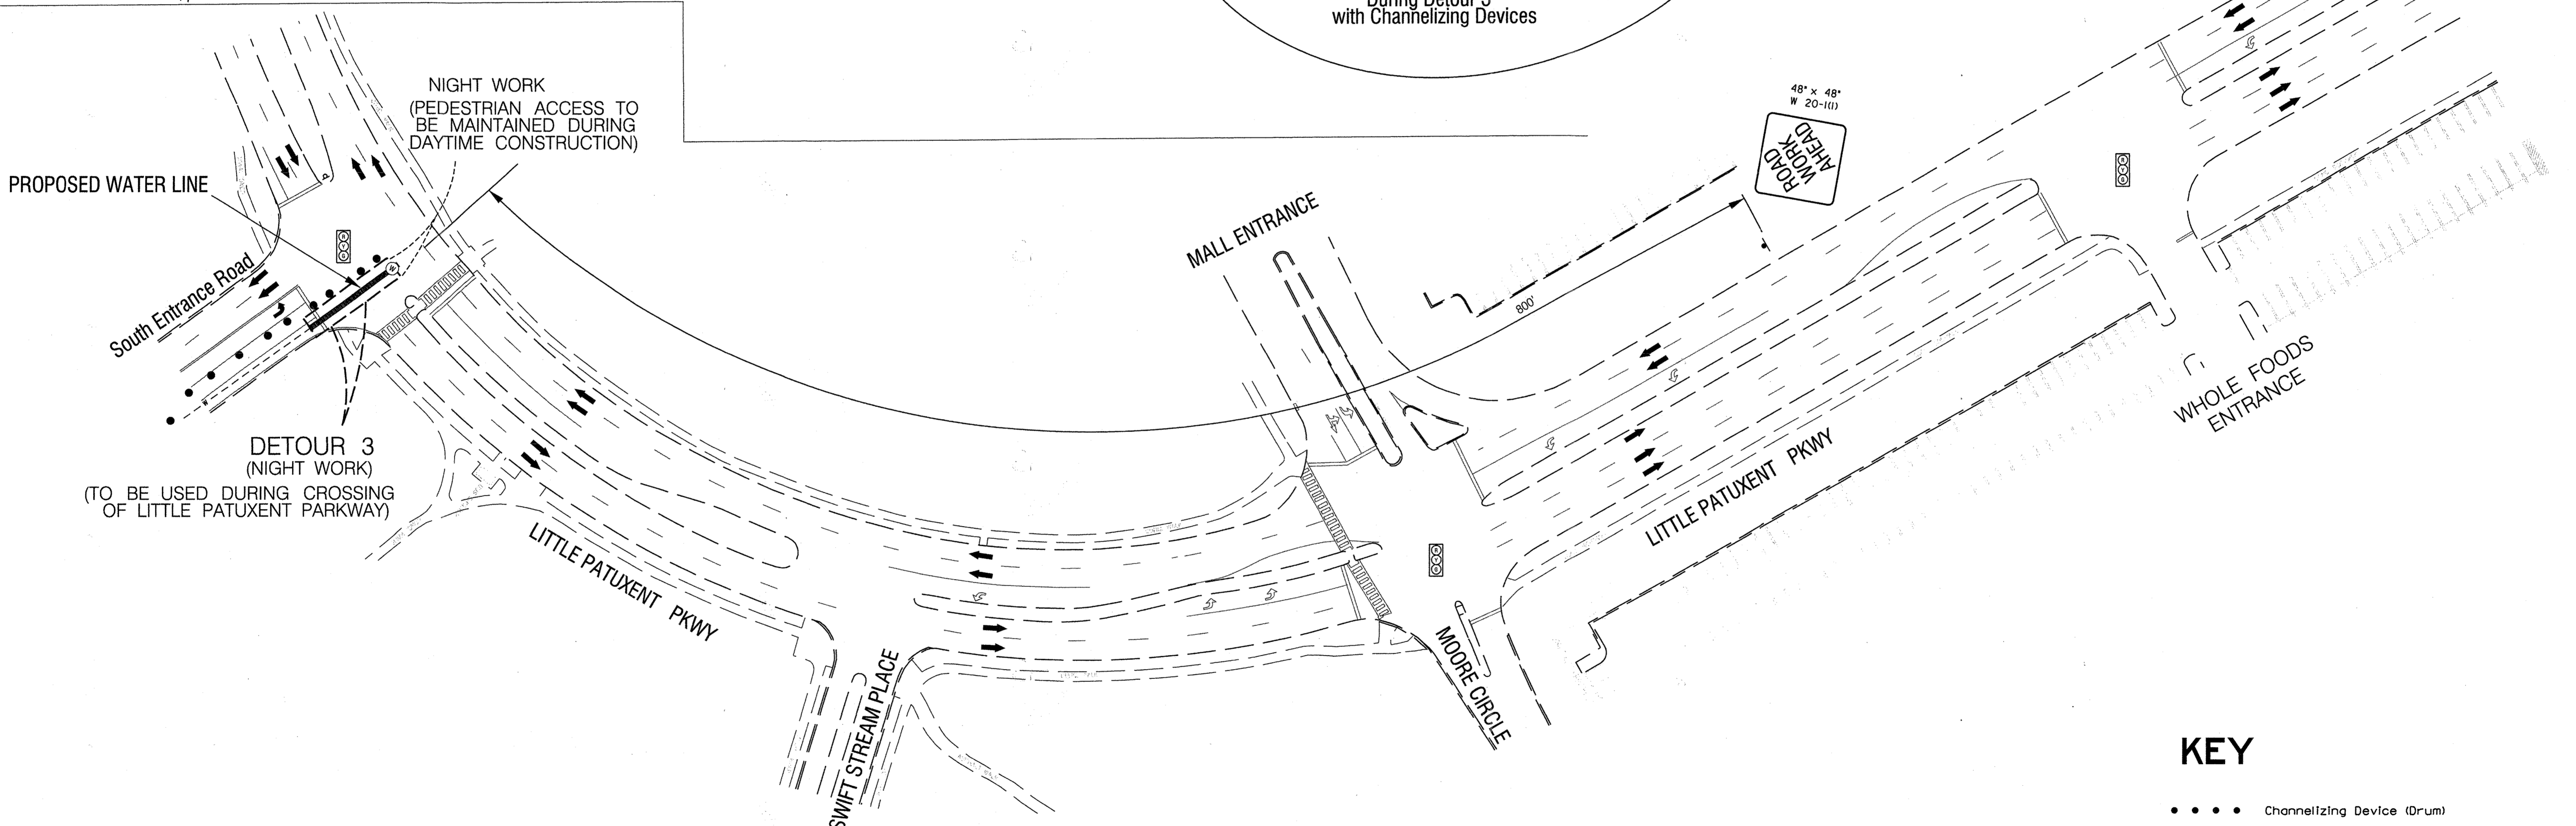 During Detour 3
with Channelizing Devices
NIGHT WORK
(PEDESTRIAN ACCESS TO
BE MAINTAINED DURING
DAYTIME CONSTRUCTION)
PROPOSED WATER LINE
South Entrance Road
DETOUR 3
(NIGHT WORK)
(TO BE USED DURING CROSSING
OF LITTLE PATUXENT PARKWAY)
48" x 48"
W 20-1(1)
ROAD
WORK
AHEAD
MALL ENTRANCE
800'
WHOLE FOODS
ENTRANCE
LITTLE PATUXENT PKWY
LITTLE PATUXENT PKWY
SWIFT STREAM PLACE
MOORE CIRCLE
R
Y
G
R
Y
G
R
Y
G
KEY
Channelizing Device (Drum)